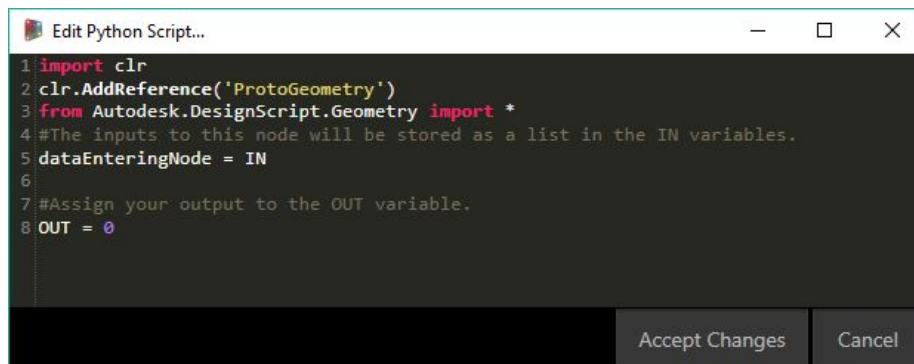 Edit Python Script...
1 import clr
2 clr.AddReference('ProtoGeometry')
3 from Autodesk.DesignScript.Geometry import *
4 #The inputs to this node will be stored as a list in the IN variables.
5 dataEnteringNode = IN
6
7 #Assign your output to the OUT variable.
8 OUT = 0
Accept Changes Cancel